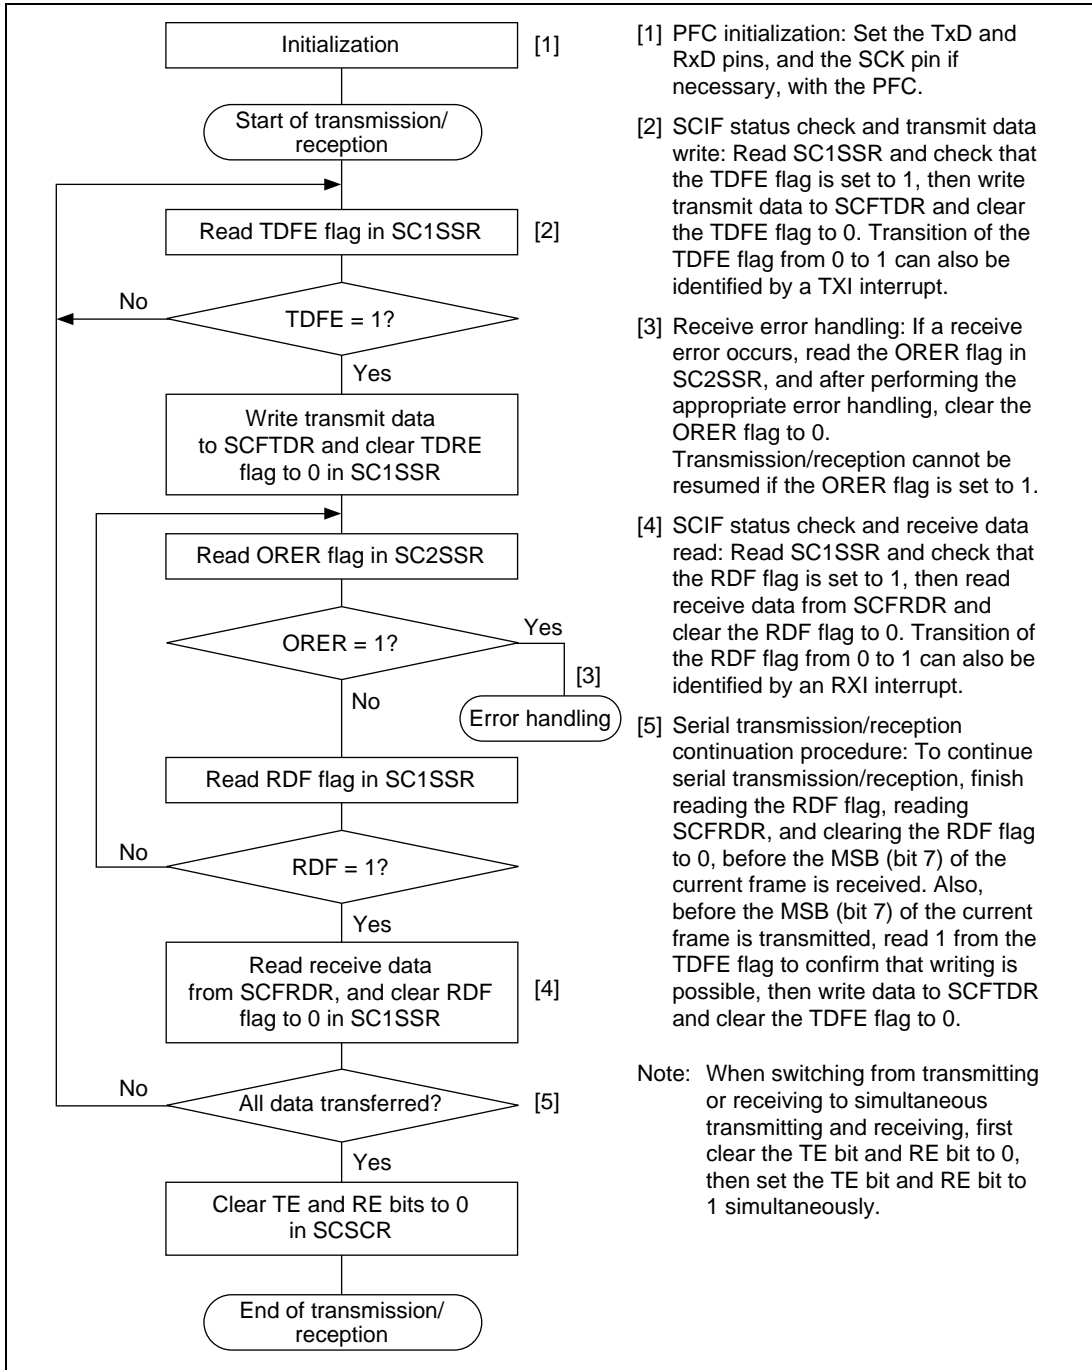 Initialization
[1]
Start of transmission/
reception
Read TDFE flag in SC1SSR
[2]
No
TDFE = 1?
Yes
Write transmit data
to SCFTDR and clear TDRE
flag to 0 in SC1SSR
Read ORER flag in SC2SSR
ORER = 1?
Yes
[3]
No
Error handling
Read RDF flag in SC1SSR
No
RDF = 1?
Yes
Read receive data
from SCFRDR, and clear RDF
flag to 0 in SC1SSR
[4]
No
All data transferred?
[5]
Yes
Clear TE and RE bits to 0
in SCSCR
End of transmission/
reception
[1] PFC initialization: Set the TxD and
RxD pins, and the SCK pin if
necessary, with the PFC.
[2] SCIF status check and transmit data
write: Read SC1SSR and check that
the TDFE flag is set to 1, then write
transmit data to SCFTDR and clear
the TDFE flag to 0. Transition of the
TDFE flag from 0 to 1 can also be
identified by a TXI interrupt.
[3] Receive error handling: If a receive
error occurs, read the ORER flag in
SC2SSR, and after performing the
appropriate error handling, clear the
ORER flag to 0.
Transmission/reception cannot be
resumed if the ORER flag is set to 1.
[4] SCIF status check and receive data
read: Read SC1SSR and check that
the RDF flag is set to 1, then read
receive data from SCFRDR and
clear the RDF flag to 0. Transition of
the RDF flag from 0 to 1 can also be
identified by an RXI interrupt.
[5] Serial transmission/reception
continuation procedure: To continue
serial transmission/reception, finish
reading the RDF flag, reading
SCFRDR, and clearing the RDF flag
to 0, before the MSB (bit 7) of the
current frame is received. Also,
before the MSB (bit 7) of the current
frame is transmitted, read 1 from the
TDFE flag to confirm that writing is
possible, then write data to SCFTDR
and clear the TDFE flag to 0.
Note: When switching from transmitting
or receiving to simultaneous
transmitting and receiving, first
clear the TE bit and RE bit to 0,
then set the TE bit and RE bit to
1 simultaneously.